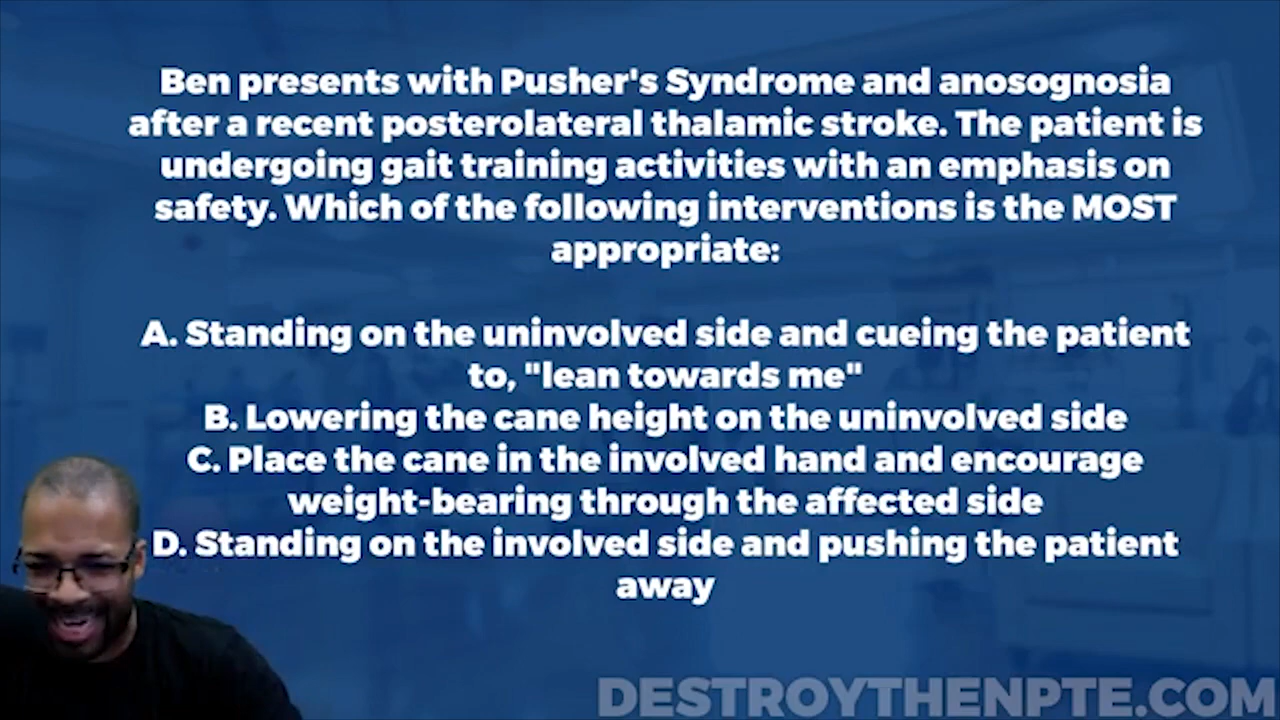 Ben presents with Pusher's Syndrome and anosognosia
after a recent posterolateral thalamic stroke. The patient is
undergoing gait training activities with an emphasis on
safety. Which of the following interventions is the MOST
appropriate:
A. Standing on the uninvolved side and cueing the patient
to, "lean towards me"
B. Lowering the cane height on the uninvolved side
C. Place the cane in the involved hand and encourage
weight-bearing through the affected side
D. Standing on the involved side and pushing the patient
away
DESTROYTHENPTE.COM